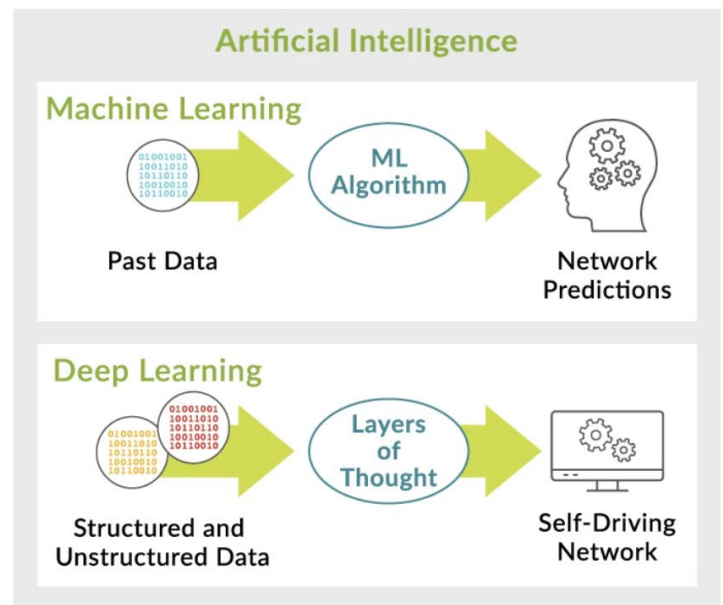 Artificial Intelligence
Machine Learning
01001001
10011010
10110110
10010010
10110010
ML
Algorithm
Past Data
Network
Predictions
Deep Learning
01001001
10011010
10110110
10010010
10110010
01001001
10011010
10110110
10010010
10110010
Layers
of
Thought
Structured and
Unstructured Data
Self-Driving
Network